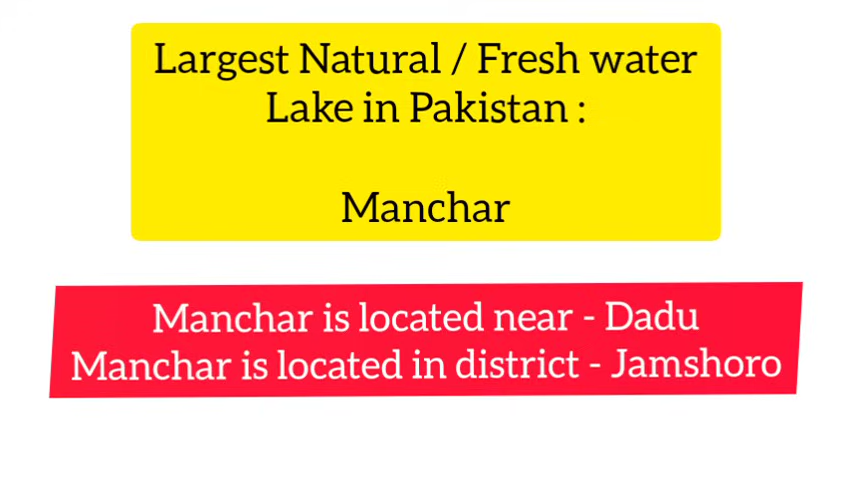 Largest Natural / Fresh water
Lake in Pakistan :
Manchar
Manchar is located near - Dadu
Manchar is located in district - Jamshoro